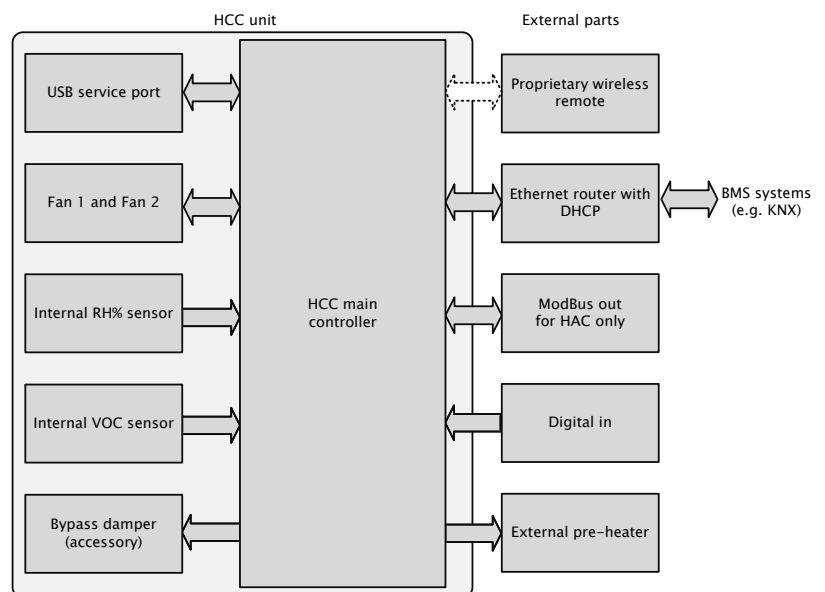 HCC unit
External parts
USB service port
Fan 1 and Fan 2
Internal RH% sensor
Internal VOC sensor
Bypass damper
(accessory)
HCC main
controller
Proprietary wireless
remote
Ethernet router with
DHCP
BMS systems
(e.g. KNX)
ModBus out
for HAC only
Digital in
External pre-heater